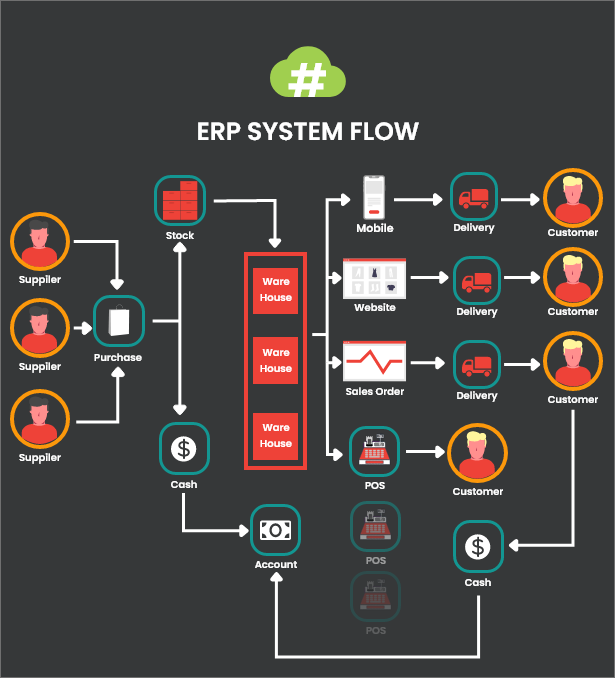 #
ERP SYSTEM FLOW
Stock
Mobile
Delivery
Customer
Supplier
Ware
House
Website
Delivery
Customer
Supplier
Purchase
Ware
House
Sales Order
Delivery
Customer
Supplier
Ware
House
Cash
POS
Customer
Account
POS
Cash
POS